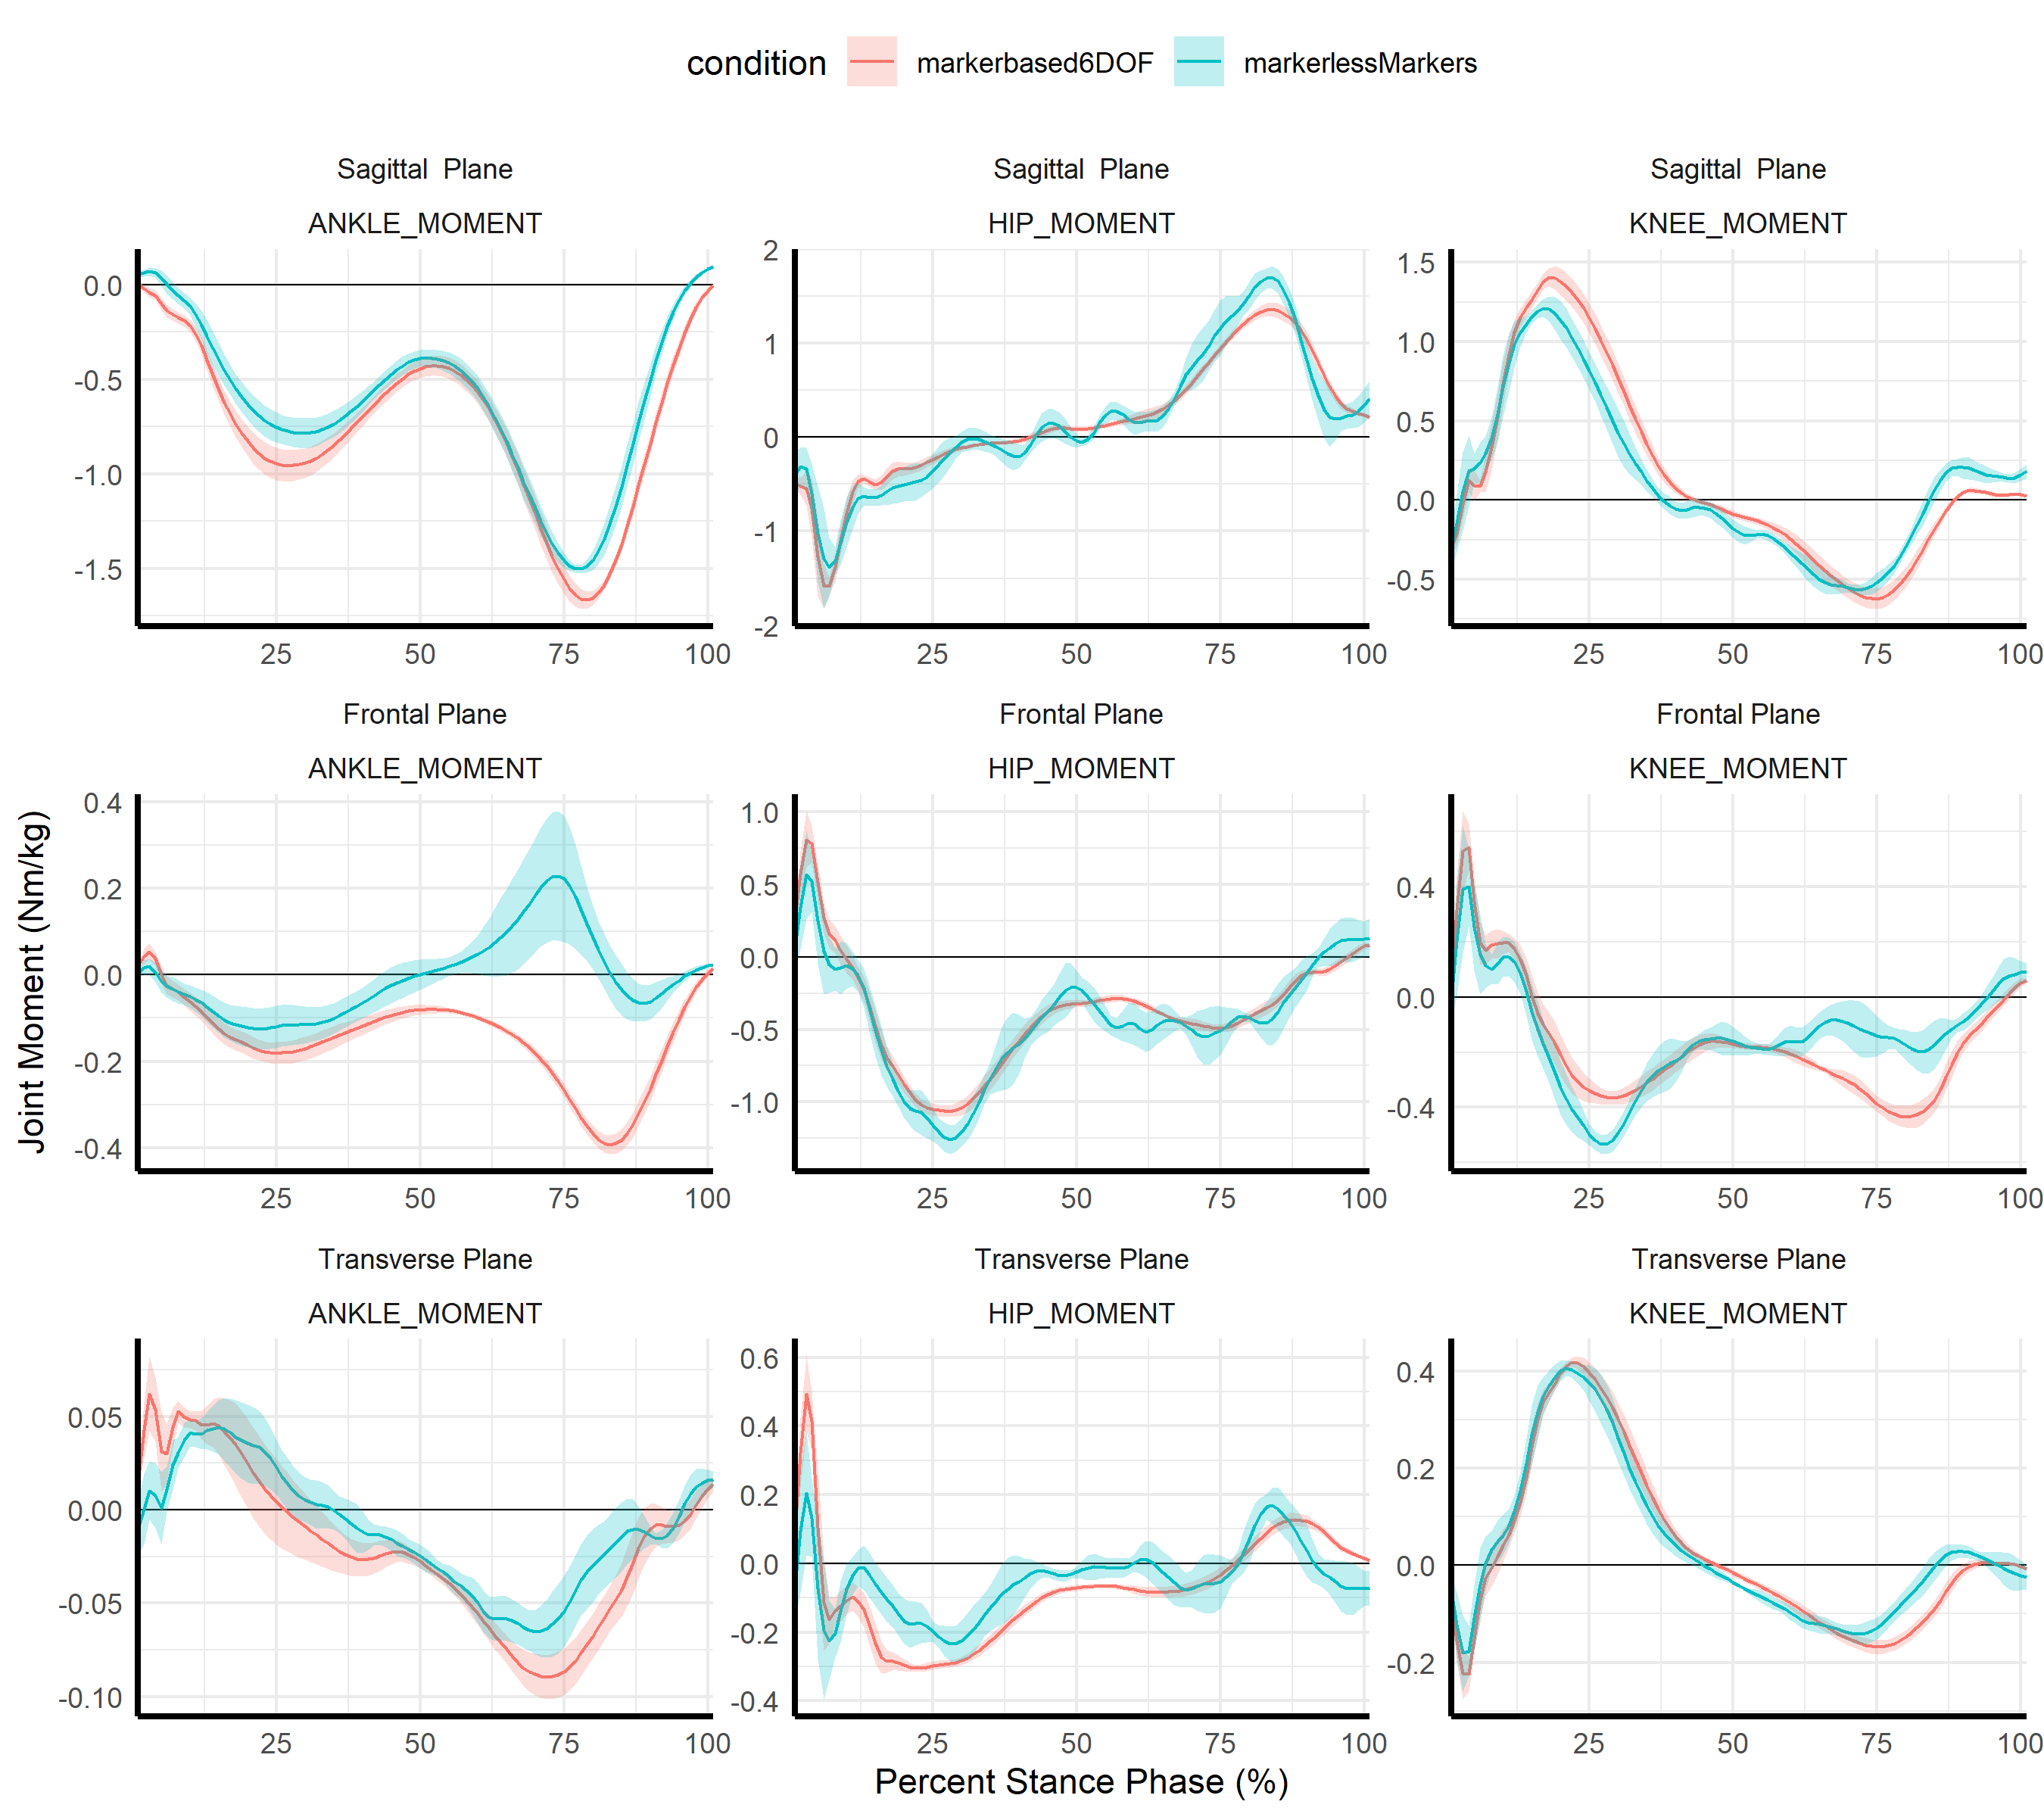 condition markerbased6DOF markerlessMarkers
Sagittal  Plane
ANKLE_MOMENT
0.0
-0.5
-1.0
-1.5
25 50 75 100
Sagittal  Plane
HIP_MOMENT
2
1
0
-1
-2
25 50 75 100
Sagittal  Plane
KNEE_MOMENT
1.5
1.0
0.5
0.0
-0.5
25 50 75 100
Joint Moment (Nm/kg)
Frontal Plane
ANKLE_MOMENT
0.4
0.2
0.0
-0.2
-0.4
25 50 75 100
Frontal Plane
HIP_MOMENT
1.0
0.5
0.0
-0.5
-1.0
25 50 75 100
Frontal Plane
KNEE_MOMENT
0.4
0.0
-0.4
25 50 75 100
Transverse Plane
ANKLE_MOMENT
0.05
0.00
-0.05
-0.10
25 50 75 100
Transverse Plane
HIP_MOMENT
0.6
0.4
0.2
0.0
-0.2
-0.4
25 50 75 100
Transverse Plane
KNEE_MOMENT
0.4
0.2
0.0
-0.2
25 50 75 100
Percent Stance Phase (%)